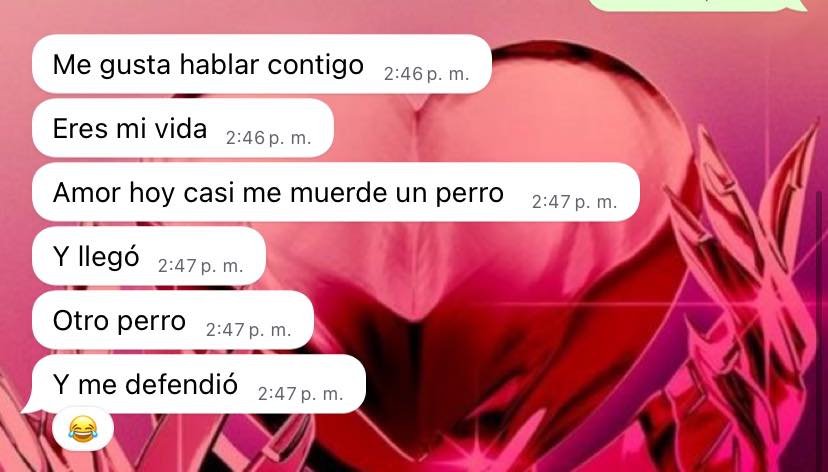 Me gusta hablar contigo 2:46 p. m.
Eres mi vida 2:46 p. m.
Amor hoy casi me muerde un perro 2:47 p. m.
Y llegó 2:47 p. m.
Otro perro 2:47 p. m.
Y me defendió 2:47 p. m.
😂